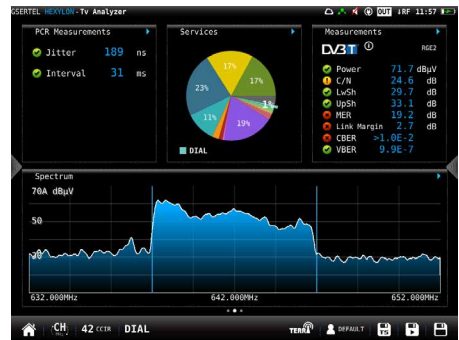 GSERTEL HEXYLON-Tv Analyzer OUT ↓RF 11:57
PCR Measurements
Jitter 189 ns
Interval 31 ms
Services
17%
17%
23%
1%
11%
19%
DIAL
Measurements
DVB T RGE2
Power 71.7 dBµV
C/N 24.6 dB
LwSh 29.7 dB
UpSh 33.1 dB
MER 19.2 dB
Link Margin 2.7 dB
CBER >1.0E-2
VBER 9.9E-7
Spectrum
70A dBµV
50
30
632.000MHz 642.000MHz 652.000MHz
CH 42 CCIR DIAL TERRA DEFAULT TS